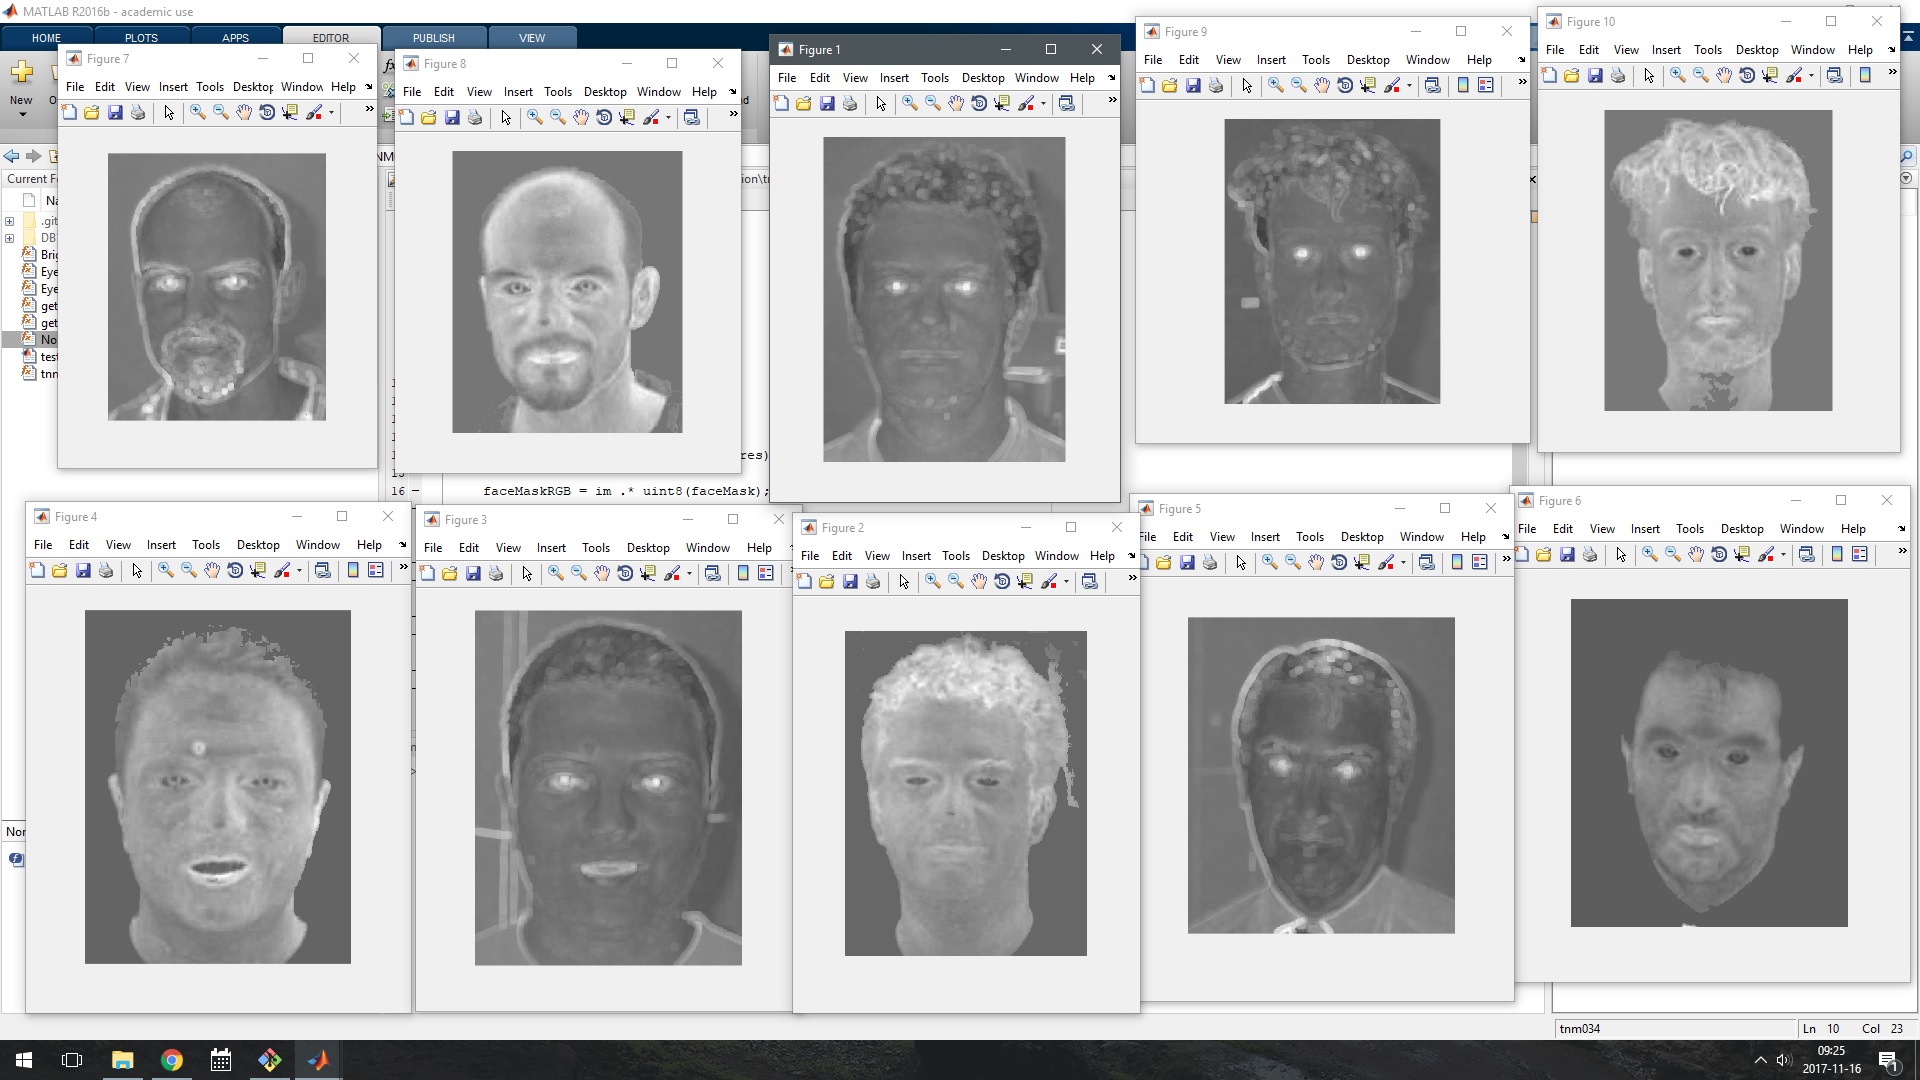 MATLAB R2016b - academic use
HOME PLOTS APPS EDITOR PUBLISH VIEW
New
Current
.git
DB
get
get
test
Figure 7
File Edit View Insert Tools Desktop Window Help
Figure 8
File Edit View Insert Tools Desktop Window Help
Figure 1
File Edit View Insert Tools Desktop Window Help
Figure 9
File Edit View Insert Tools Desktop Window Help
Figure 10
File Edit View Insert Tools Desktop Window Help
res)
16 faceMaskRGB = im .* uint8(faceMask);
Figure 4
File Edit View Insert Tools Desktop Window Help
Figure 3
File Edit View Insert Tools Desktop Window Help
Figure 2
File Edit View Insert Tools Desktop Window Help
Figure 5
File Edit View Insert Tools Desktop Window Help
Figure 6
File Edit View Insert Tools Desktop Window Help
tnm034
Ln 10 Col 23
09:25
2017-11-16
1